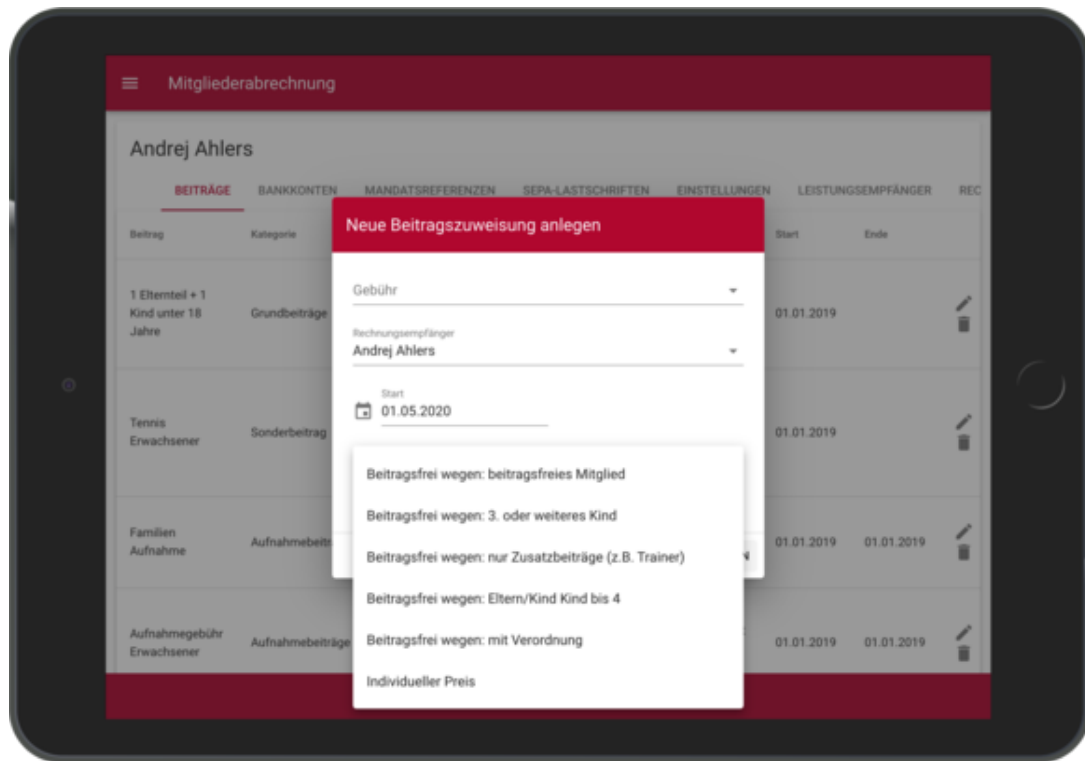 Mitgliederabrechnung
Andrej Ahlers
BEITRÄGE BANKKONTEN MANDATSREFERENZEN SEPA-LASTSCHRIFTEN EINSTELLUNGEN LEISTUNGSEMPFÄNGER REC
Beitrag Kategorie Start Ende
Neue Beitragszuweisung anlegen
Gebühr
Rechnungsempfänger
Andrej Ahlers
Start
01.05.2020
Beitragsfrei wegen: beitragsfreies Mitglied
Beitragsfrei wegen: 3. oder weiteres Kind
Beitragsfrei wegen: nur Zusatzbeiträge (z.B. Trainer)
Beitragsfrei wegen: Eltern/Kind Kind bis 4
Beitragsfrei wegen: mit Verordnung
Individueller Preis
1 Elternteil + 1
Kind unter 18
Jahre
Grundbeiträge
01.01.2019
Tennis
Erwachsener
Sonderbeitrag
01.01.2019
Familien
Aufnahme
Aufnahmebeitr
N
01.01.2019 01.01.2019
Aufnahmegebühr
Erwachsener
Aufnahmebeiträge
01.01.2019 01.01.2019